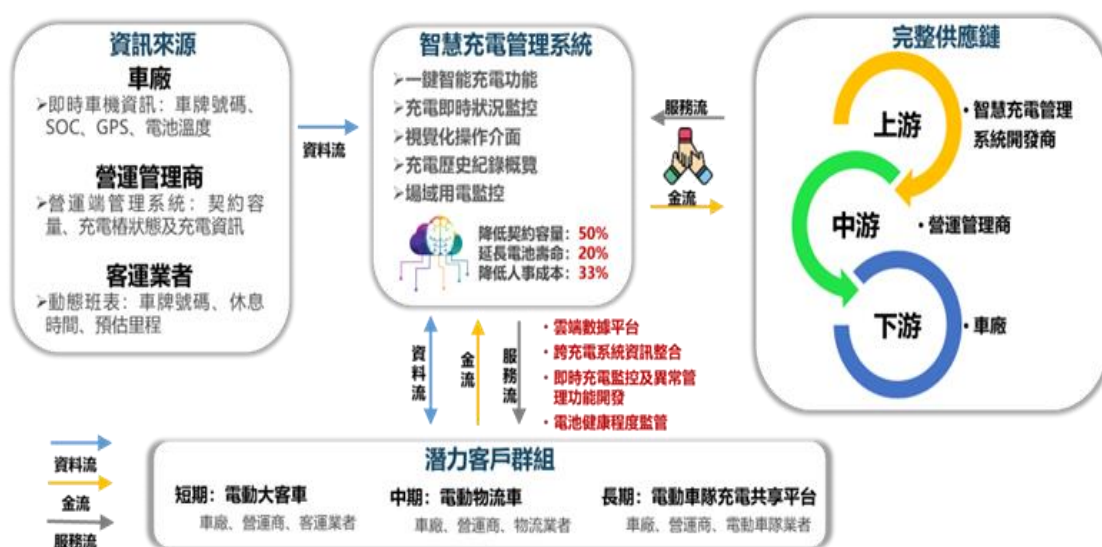 資訊來源
車廠
➢即時車機資訊：車牌號碼、
SOC、GPS、電池溫度
營運管理商
➢營運端管理系統：契約容
量、充電樁狀態及充電資訊
客運業者
➢動態班表：車牌號碼、休息
時間、預估里程
資料流
智慧充電管理系統
➢一鍵智能充電功能
➢充電即時狀況監控
➢視覺化操作介面
➢充電歷史紀錄概覽
➢場域用電監控
降低契約容量：50%
延長電池壽命：20%
降低人事成本：33%
服務流
金流
完整供應鏈
上游
•智慧充電管理
系統開發商
中游
•營運管理商
下游
•車廠
資料流
金流
服務流
•雲端數據平台
•跨充電系統資訊整合
•即時充電監控及異常管
理功能開發
•電池健康程度監管
資料流
金流
服務流
潛力客戶群組
短期：電動大客車
車廠、營運商、客運業者
中期：電動物流車
車廠、營運商、物流業者
長期：電動車隊充電共享平台
車廠、營運商、電動車隊業者